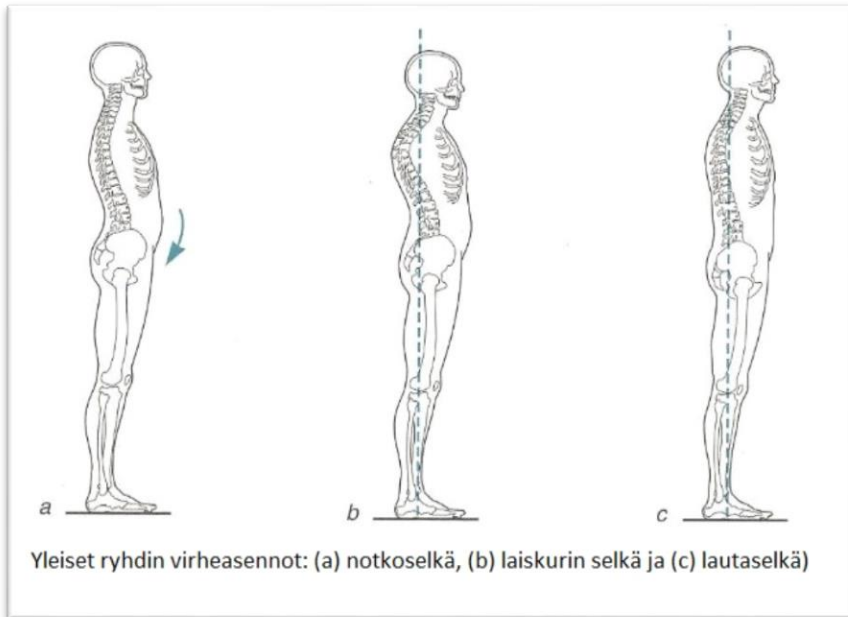 a
b
c
Yleiset ryhdin virheasennot: (a) notkoselkä, (b) laiskurin selkä ja (c) lautaselkä)